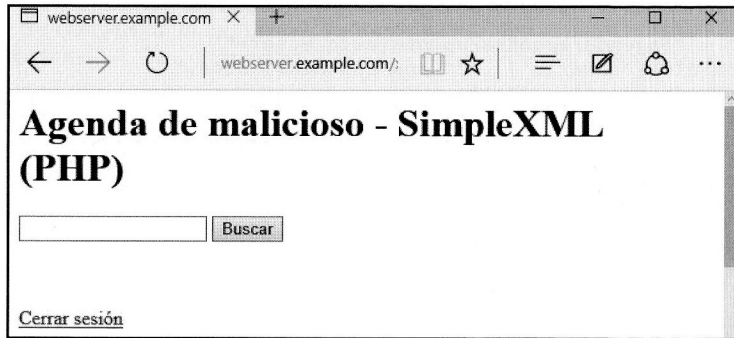 webserver.example.com
webserver.example.com/:
Agenda de malicioso - SimpleXML
(PHP)
Buscar
Cerrar sesión